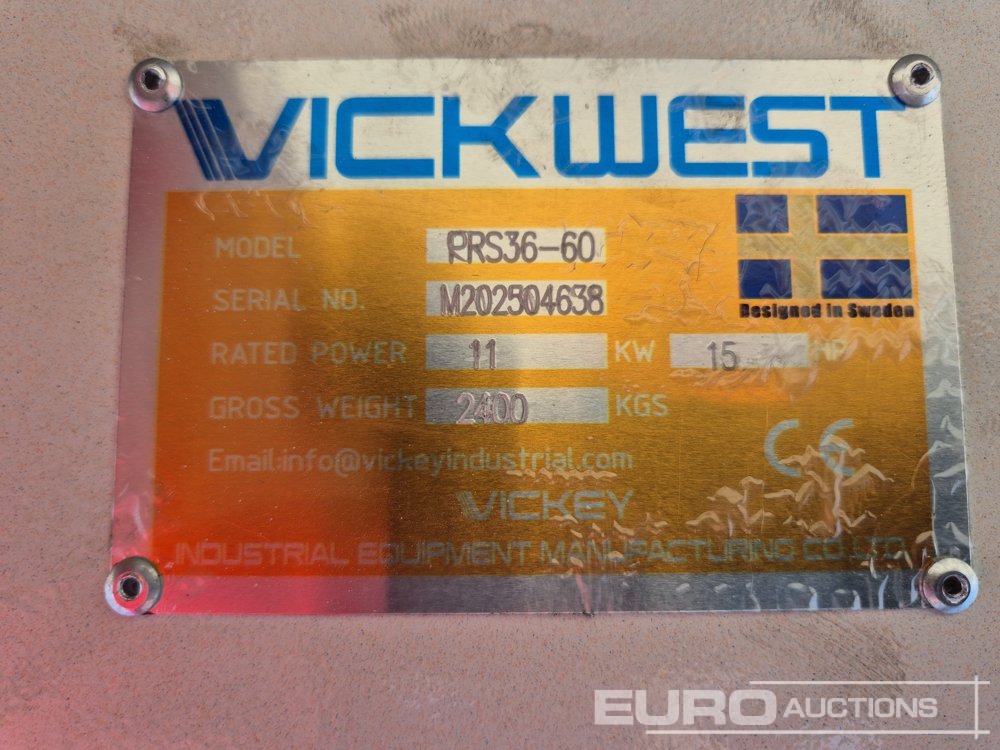 VICKWEST
MODEL PRS36-60
SERIAL NO. M202504638
RATED POWER 11 KW 15 HP
GROSS WEIGHT 2400 KGS
Designed in Sweden
Email:info@vickeyindustrial.com
CE
VICKEY
INDUSTRIAL EQUIPMENT MANUFACTURING CO.,LTD.
EURO AUCTIONS